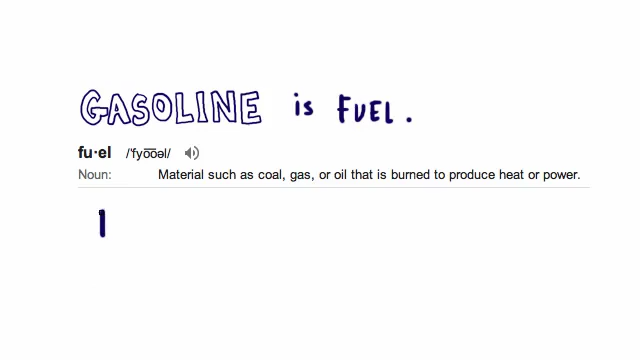 GASOLINE is FUEL.
fu·el /ˈfyo͞oəl/
Noun: Material such as coal, gas, or oil that is burned to produce heat or power.
I